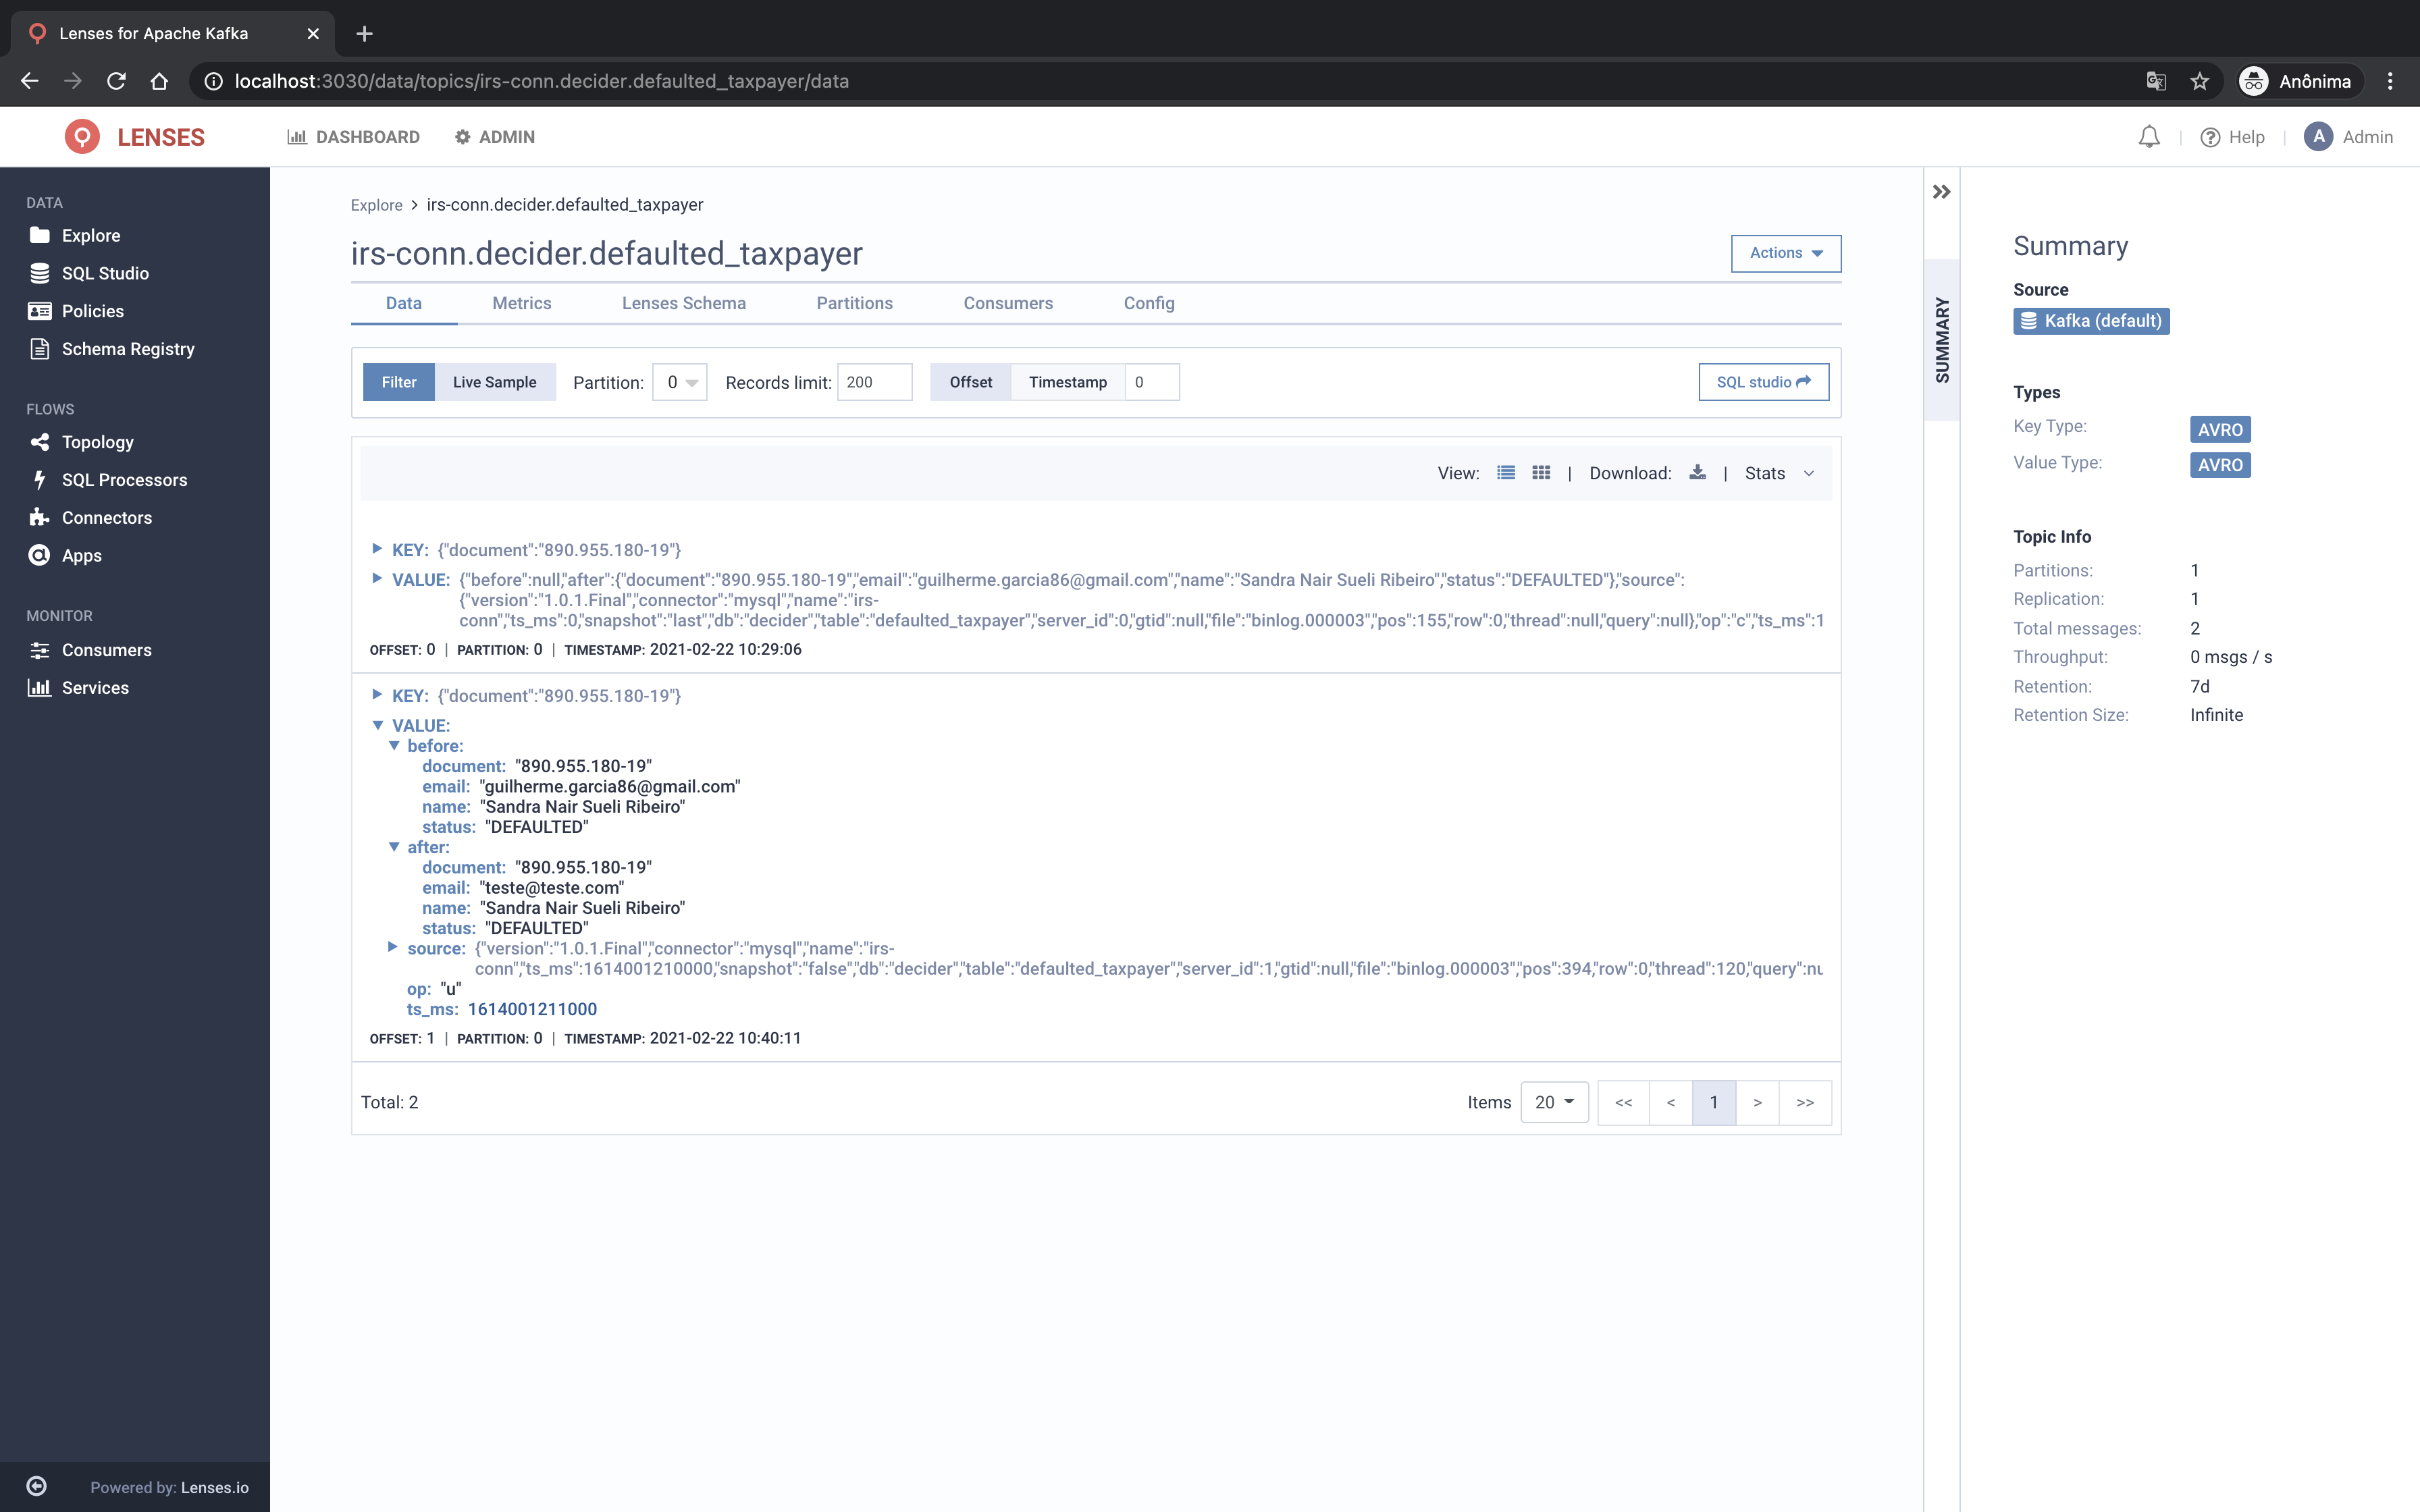 Lenses for Apache Kafka
localhost:3030/data/topics/irs-conn.decider.defaulted_taxpayer/data
Anônima
LENSES
DASHBOARD
ADMIN
Help
A Admin
DATA
Explore
SQL Studio
Policies
Schema Registry
FLOWS
Topology
SQL Processors
Connectors
Apps
MONITOR
Consumers
Services
Powered by: Lenses.io
Explore > irs-conn.decider.defaulted_taxpayer
irs-conn.decider.defaulted_taxpayer
Actions
Data Metrics Lenses Schema Partitions Consumers Config
Filter Live Sample Partition: 0 Records limit: 200 Offset Timestamp 0 SQL studio
View: | Download: | Stats
KEY: {"document":"890.955.180-19"}
VALUE: {"before":null,"after":{"document":"890.955.180-19","email":"guilherme.garcia86@gmail.com","name":"Sandra Nair Sueli Ribeiro","status":"DEFAULTED"},"source":
{"version":"1.0.1.Final","connector":"mysql","name":"irs-
conn","ts_ms":0,"snapshot":"last","db":"decider","table":"defaulted_taxpayer","server_id":0,"gtid":null,"file":"binlog.000003","pos":155,"row":0,"thread":null,"query":null},"op":"c","ts_ms":1
OFFSET: 0 | PARTITION: 0 | TIMESTAMP: 2021-02-22 10:29:06
KEY: {"document":"890.955.180-19"}
VALUE:
before:
document: "890.955.180-19"
email: "guilherme.garcia86@gmail.com"
name: "Sandra Nair Sueli Ribeiro"
status: "DEFAULTED"
after:
document: "890.955.180-19"
email: "teste@teste.com"
name: "Sandra Nair Sueli Ribeiro"
status: "DEFAULTED"
source: {"version":"1.0.1.Final","connector":"mysql","name":"irs-
conn","ts_ms":1614001210000,"snapshot":"false","db":"decider","table":"defaulted_taxpayer","server_id":1,"gtid":null,"file":"binlog.000003","pos":394,"row":0,"thread":120,"query":nu
op: "u"
ts_ms: 1614001211000
OFFSET: 1 | PARTITION: 0 | TIMESTAMP: 2021-02-22 10:40:11
Total: 2
Items 20 << < 1 > >>
SUMMARY
Summary
Source
Kafka (default)
Types
Key Type: AVRO
Value Type: AVRO
Topic Info
Partitions: 1
Replication: 1
Total messages: 2
Throughput: 0 msgs / s
Retention: 7d
Retention Size: Infinite